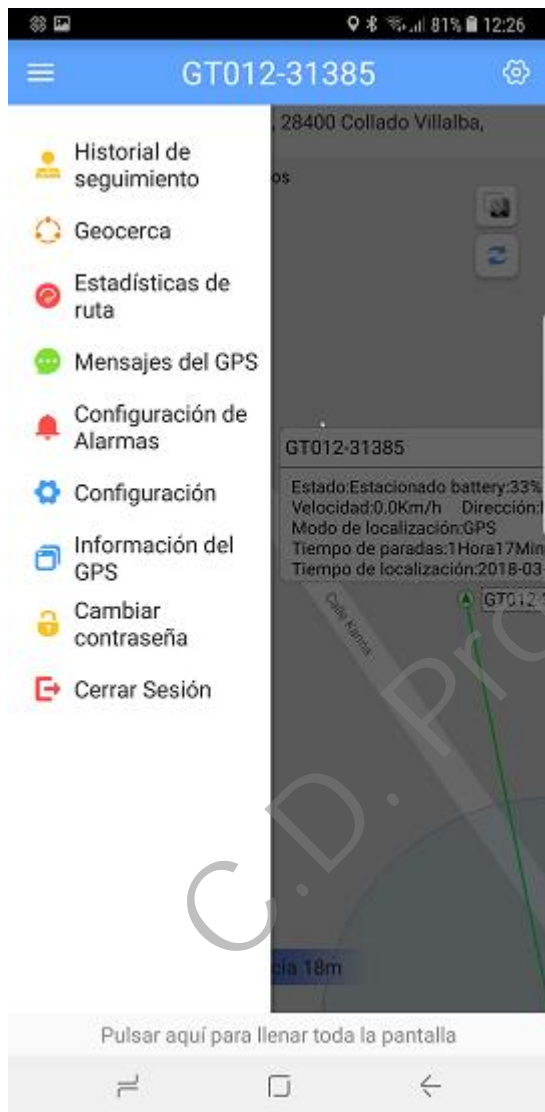 81% 12:26
GT012-31385
, 28400 Collado Villalba,
os
Historial de
seguimiento
Geocerca
Estadísticas de
ruta
Mensajes del GPS
Configuración de
Alarmas
Configuración
Información del
GPS
Cambiar
contraseña
Cerrar Sesión
GT012-31385
Estado:Estacionado battery:33%
Velocidad:0.0Km/h Dirección:
Modo de localización:GPS
Tiempo de paradas:1Hora17Min
Tiempo de localización:2018-03-
GT012-
Calle Karina
C.D. Pro
cia 18m
Pulsar aquí para llenar toda la pantalla